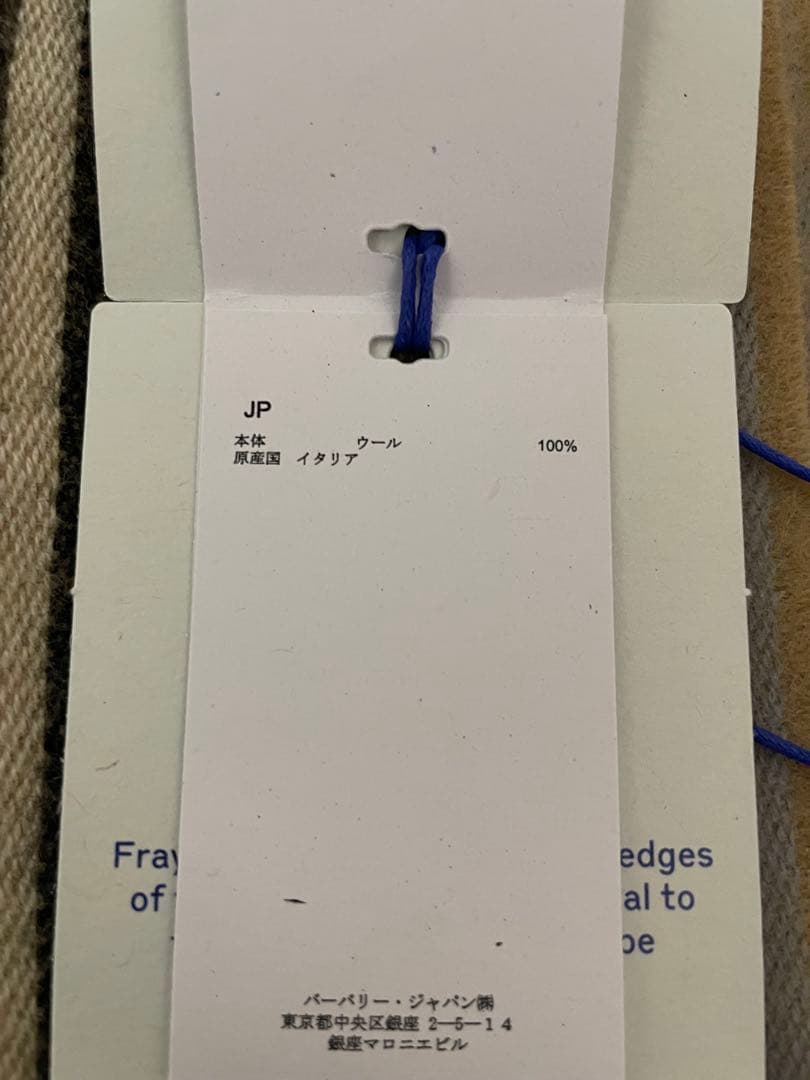 JP
本体 ウール 100%
原産国 イタリア
Fray edges
of al to
be
バーバリー・ジャパン㈱
東京都中央区銀座 2−5−14
銀座マロニエビル